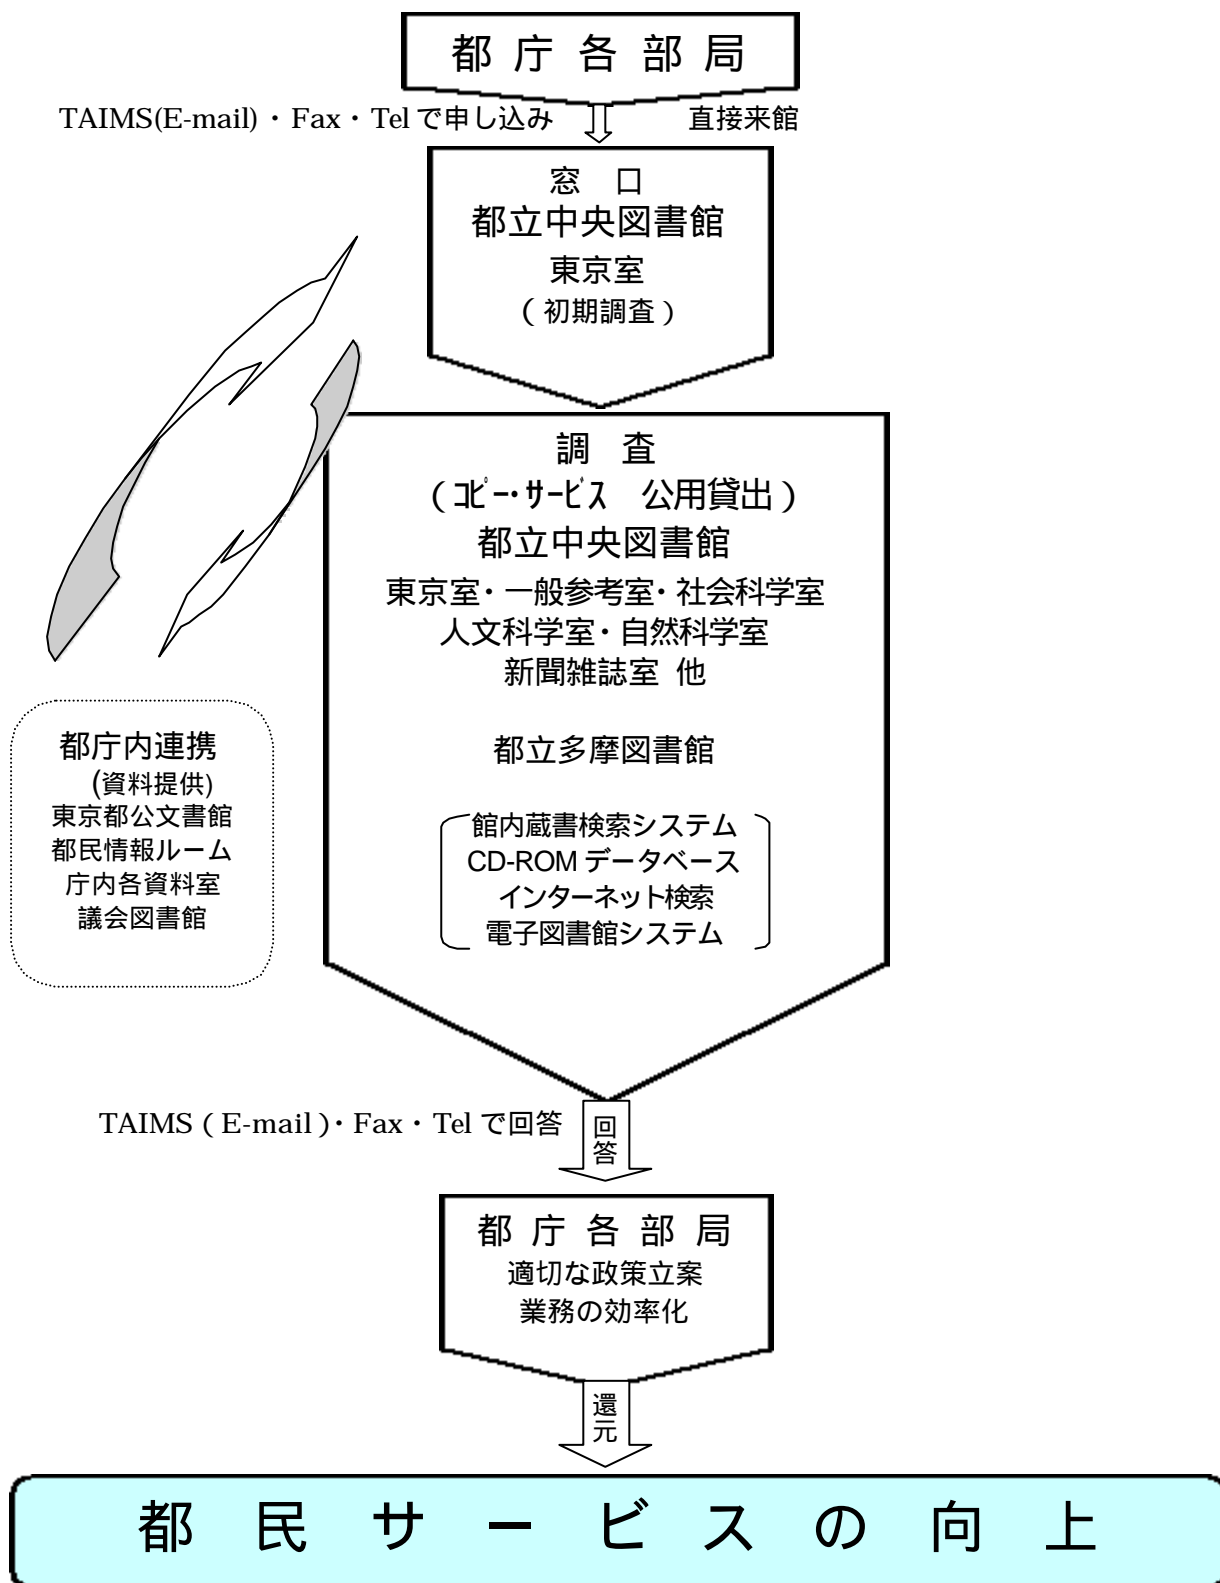 都庁各部局
TAIMS(E-mail)・Fax・Telで申し込み 直接来館
窓 口
都立中央図書館
東京室
(初期調査)
調 査
(ｺﾋﾟｰ・ｻｰﾋﾞｽ 公用貸出)
都立中央図書館
東京室・一般参考室・社会科学室
人文科学室・自然科学室
新聞雑誌室 他
都立多摩図書館
館内蔵書検索システム
CD-ROMデータベース
インターネット検索
電子図書館システム
都庁内連携
(資料提供)
東京都公文書館
都民情報ルーム
庁内各資料室
議会図書館
TAIMS(E-mail)・Fax・Telで回答
回答
都庁各部局
適切な政策立案
業務の効率化
還元
都民サービスの向上